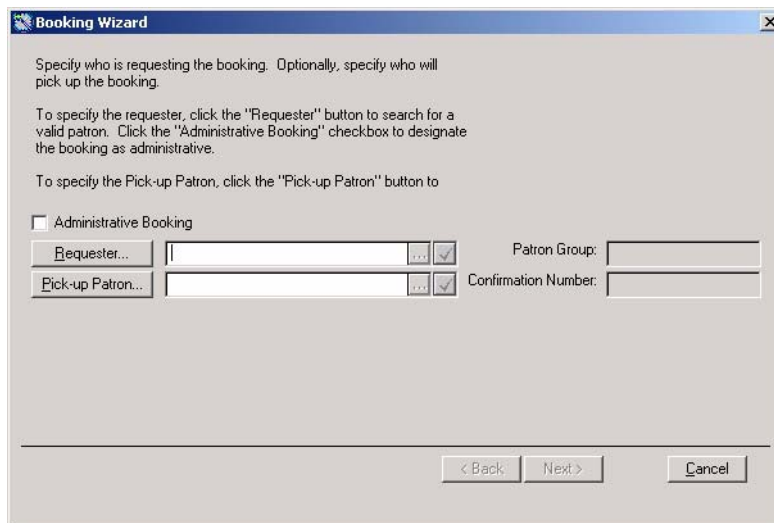 Booking Wizard
Specify who is requesting the booking. Optionally, specify who will
pick up the booking.
To specify the requester, click the "Requester" button to search for a
valid patron. Click the "Administrative Booking" checkbox to designate
the booking as administrative.
To specify the Pick-up Patron, click the "Pick-up Patron" button to
Administrative Booking
Requester... ... Patron Group:
Pick-up Patron... ... Confirmation Number:
< Back Next > Cancel